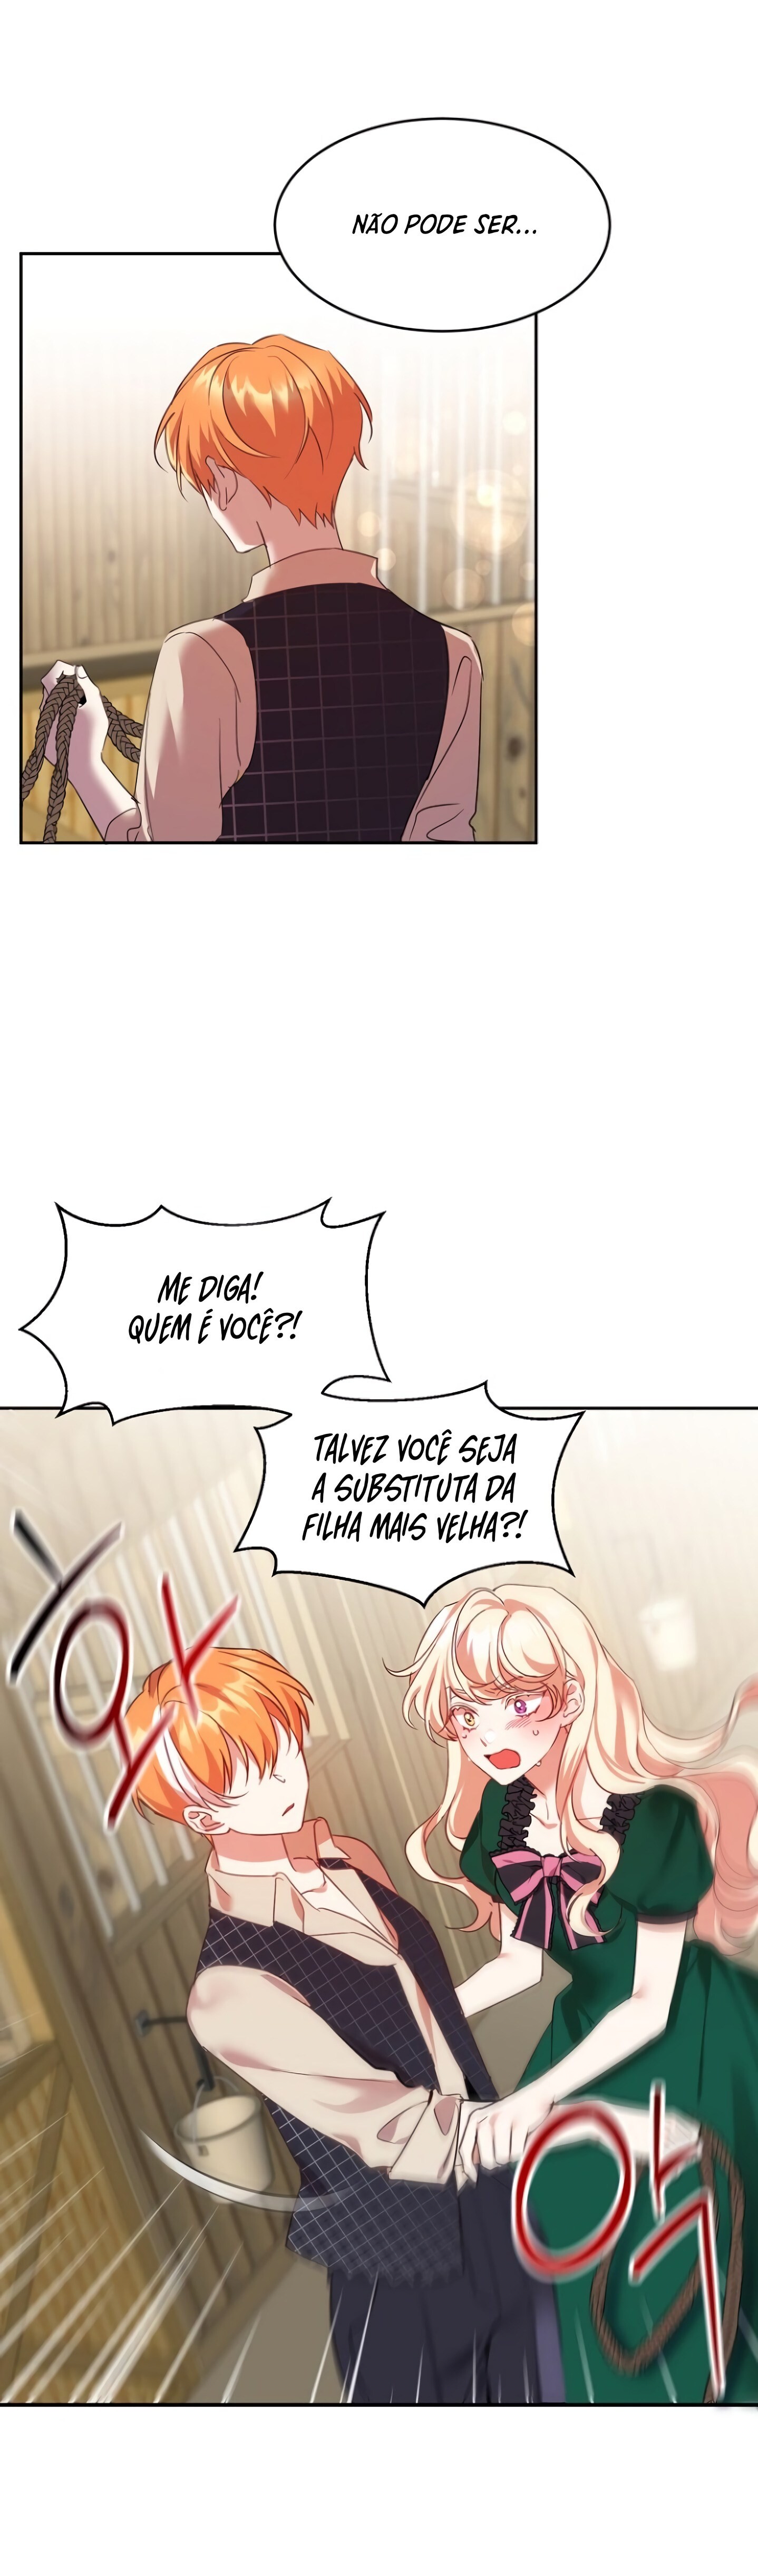 NÃO PODE SER...
ME DIGA!
QUEM É VOCÊ?!
TALVEZ VOCÊ SEJA
A SUBSTITUTA DA
FILHA MAIS VELHA?!